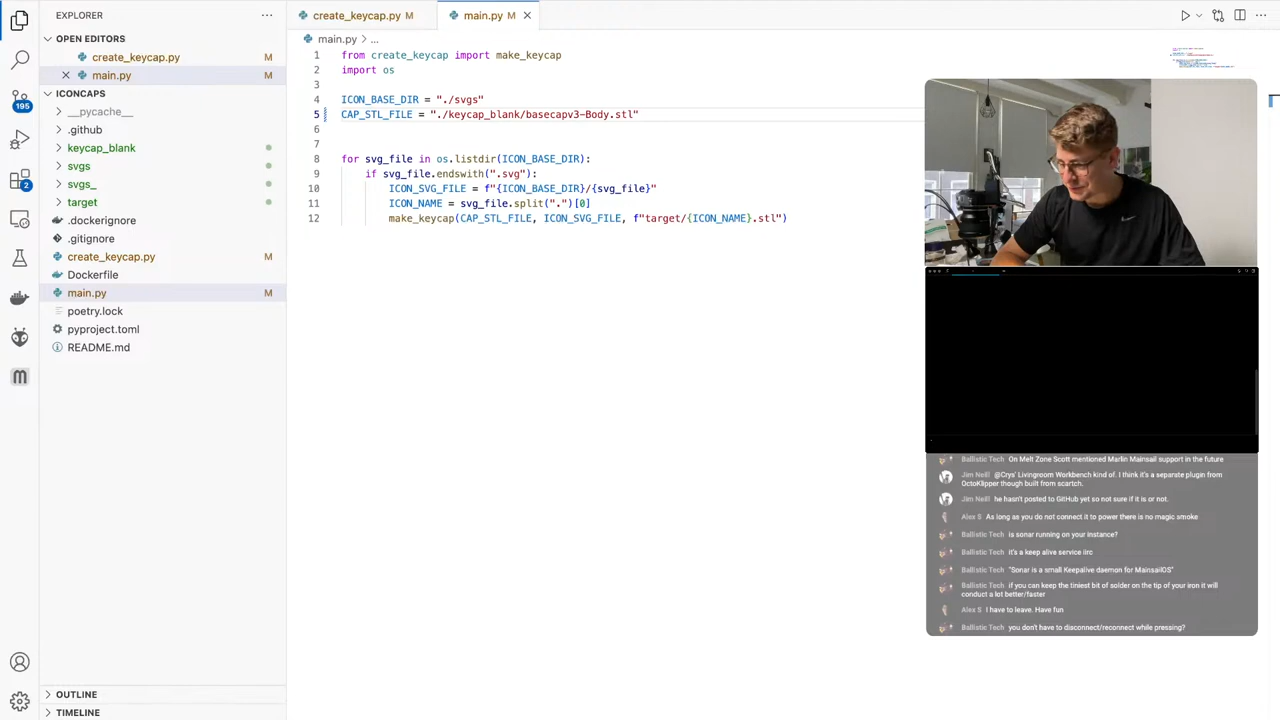 EXPLORER
OPEN EDITORS
create_keycap.py M
main.py M
ICONCAPS
__pycache__
.github
keycap_blank
svgs
svgs_
target
.dockerignore
.gitignore
create_keycap.py M
Dockerfile
main.py M
poetry.lock
pyproject.toml
README.md
OUTLINE
TIMELINE
195
2
create_keycap.py M
main.py M
main.py > ...
1 from create_keycap import make_keycap
2 import os
3
4 ICON_BASE_DIR = "./svgs"
5 CAP_STL_FILE = "./keycap_blank/basecapv3-Body.stl"
6
7
8 for svg_file in os.listdir(ICON_BASE_DIR):
9 if svg_file.endswith(".svg"):
10 ICON_SVG_FILE = f"{ICON_BASE_DIR}/{svg_file}"
11 ICON_NAME = svg_file.split(".")[0]
12 make_keycap(CAP_STL_FILE, ICON_SVG_FILE, f"target/{ICON_NAME}.stl")
Ballistic Tech On Melt Zone Scott mentioned Marlin Mainsail support in the future
Jim Neill @Crys' Livingroom Workbench kind of. I think it's a separate plugin from
OctoKlipper though built from scartch.
Jim Neill he hasn't posted to GitHub yet so not sure if it is or not.
Alex S As long as you do not connect it to power there is no magic smoke
Ballistic Tech is sonar running on your instance?
Ballistic Tech it's a keep alive service iirc
Ballistic Tech "Sonar is a small Keepalive daemon for MainsailOS"
Ballistic Tech if you can keep the tiniest bit of solder on the tip of your iron it will
conduct a lot better/faster
Alex S I have to leave. Have fun
Ballistic Tech you don't have to disconnect/reconnect while pressing?